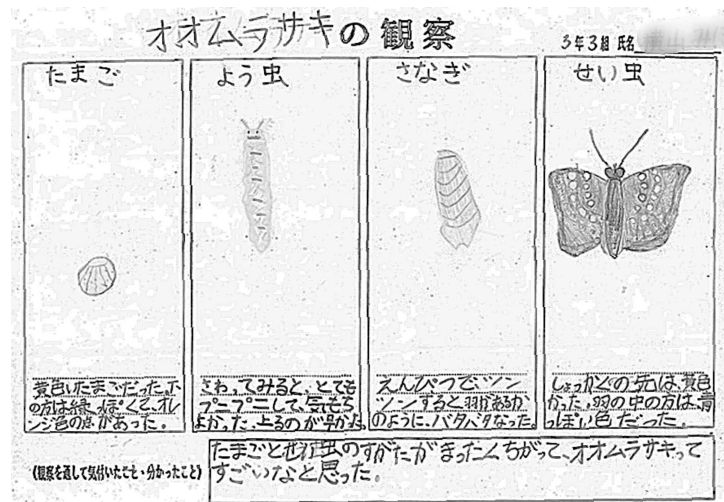 オオムラサキの観察
3年3組 氏名
たまご
よう虫
さなぎ
せい虫
黄色いたまごだった。下
の方は緑っぽくて、オレ
ンジ色の点があった。
さわってみると、とても
プニプニして、気もち
よかった。上るのが早かった
えんぴつでツン
ツンすると、羽があるか
のように、バタバタなった。
しょっかくの先は、黄色
かった。羽の中の方は、青
っぽい色だった。
《観察を通して気付いたこと・分かったこと》
たまごとせい虫のすがたがまったくちがって、オオムラサキって
すごいなと思った。